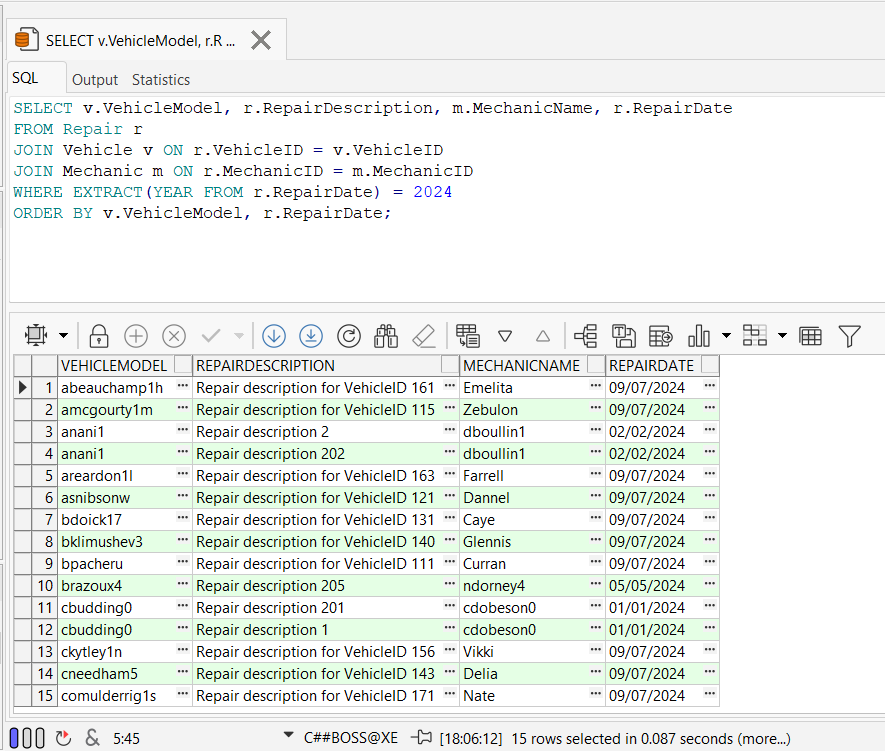 SELECT v.VehicleModel, r.R ...
SQL Output Statistics
SELECT v.VehicleModel, r.RepairDescription, m.MechanicName, r.RepairDate
FROM Repair r
JOIN Vehicle v ON r.VehicleID = v.VehicleID
JOIN Mechanic m ON r.MechanicID = m.MechanicID
WHERE EXTRACT(YEAR FROM r.RepairDate) = 2024
ORDER BY v.VehicleModel, r.RepairDate;
VEHICLEMODEL REPAIRDESCRIPTION MECHANICNAME REPAIRDATE
1 abeauchamp1h ··· Repair description for VehicleID 161 ··· Emelita ··· 09/07/2024 ···
2 amcgourty1m ··· Repair description for VehicleID 115 ··· Zebulon ··· 09/07/2024 ···
3 anani1 ··· Repair description 2 ··· dboullin1 ··· 02/02/2024 ···
4 anani1 ··· Repair description 202 ··· dboullin1 ··· 02/02/2024 ···
5 areardon1l ··· Repair description for VehicleID 163 ··· Farrell ··· 09/07/2024 ···
6 asnibsonw ··· Repair description for VehicleID 121 ··· Dannel ··· 09/07/2024 ···
7 bdoick17 ··· Repair description for VehicleID 131 ··· Caye ··· 09/07/2024 ···
8 bklimushev3 ··· Repair description for VehicleID 140 ··· Glennis ··· 09/07/2024 ···
9 bpacheru ··· Repair description for VehicleID 111 ··· Curran ··· 09/07/2024 ···
10 brazoux4 ··· Repair description 205 ··· ndorney4 ··· 05/05/2024 ···
11 cbudding0 ··· Repair description 201 ··· cdobeson0 ··· 01/01/2024 ···
12 cbudding0 ··· Repair description 1 ··· cdobeson0 ··· 01/01/2024 ···
13 ckytley1n ··· Repair description for VehicleID 156 ··· Vikki ··· 09/07/2024 ···
14 cneedham5 ··· Repair description for VehicleID 143 ··· Delia ··· 09/07/2024 ···
15 comulderrig1s ··· Repair description for VehicleID 171 ··· Nate ··· 09/07/2024 ···
& 5:45 C##BOSS@XE [18:06:12] 15 rows selected in 0.087 seconds (more...)